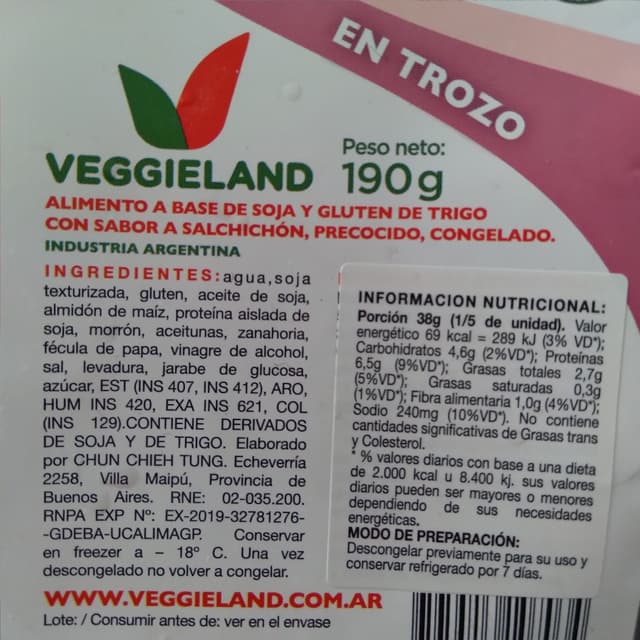 EN TROZO
VEGGIELAND
Peso neto:
190g
ALIMENTO A BASE DE SOJA Y GLUTEN DE TRIGO
CON SABOR A SALCHICHÓN, PRECOCIDO, CONGELADO.
INDUSTRIA ARGENTINA
INGREDIENTES:agua,soja
texturizada, gluten, aceite de soja,
almidón de maíz, proteína aislada de
soja, morrón, aceitunas, zanahoria,
fécula de papa, vinagre de alcohol,
sal, levadura, jarabe de glucosa,
azúcar, EST (INS 407, INS 412), ARO,
HUM INS 420, EXA INS 621, COL
(INS 129).CONTIENE DERIVADOS
DE SOJA Y DE TRIGO. Elaborado
por CHUN CHIEH TUNG. Echeverría
2258, Villa Maipú, Provincia de
Buenos Aires. RNE: 02-035.200.
RNPA EXP Nº: EX-2019-32781276-
-GDEBA-UCALIMAGP. Conservar
en freezer a – 18º C. Una vez
descongelado no volver a congelar.
WWW.VEGGIELAND.COM.AR
Lote: / Consumir antes de: ver en el envase
INFORMACION NUTRICIONAL:
Porción 38g (1/5 de unidad). Valor
energético 69 kcal = 289 kJ (3% VD*);
Carbohidratos 4,6g (2%VD*); Proteínas
6,5g (9%VD*); Grasas totales 2,7g
(5%VD*); Grasas saturadas 0,3g
(1%VD*); Fibra alimentaria 1,0g (4%VD*);
Sodio 240mg (10%VD*). No contiene
cantidades significativas de Grasas trans
y Colesterol.
* % valores diarios con base a una dieta
de 2.000 kcal u 8.400 kj. sus valores
diarios pueden ser mayores o menores
dependiendo de sus necesidades
energéticas.
MODO DE PREPARACIÓN:
Descongelar previamente para su uso y
conservar refrigerado por 7 días.